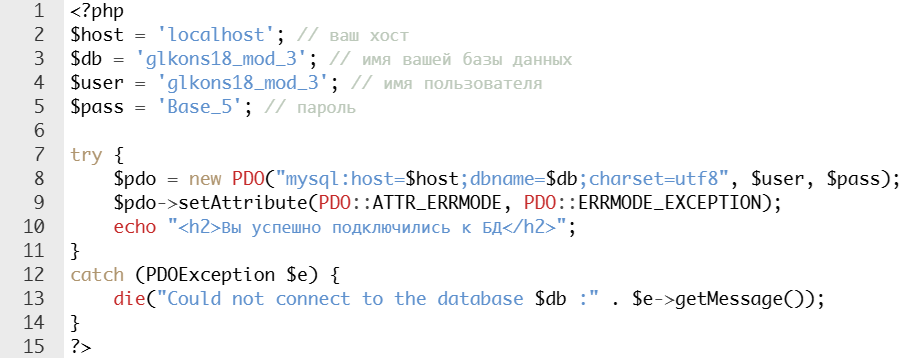 1 <?php
2 $host = 'localhost'; // ваш хост
3 $db = 'glkons18_mod_3'; // имя вашей базы данных
4 $user = 'glkons18_mod_3'; // имя пользователя
5 $pass = 'Base_5'; // пароль
6
7 try {
8     $pdo = new PDO("mysql:host=$host;dbname=$db;charset=utf8", $user, $pass);
9     $pdo->setAttribute(PDO::ATTR_ERRMODE, PDO::ERRMODE_EXCEPTION);
10     echo "<h2>Вы успешно подключились к БД</h2>";
11 }
12 catch (PDOException $e) {
13     die("Could not connect to the database $db :" . $e->getMessage());
14 }
15 ?>